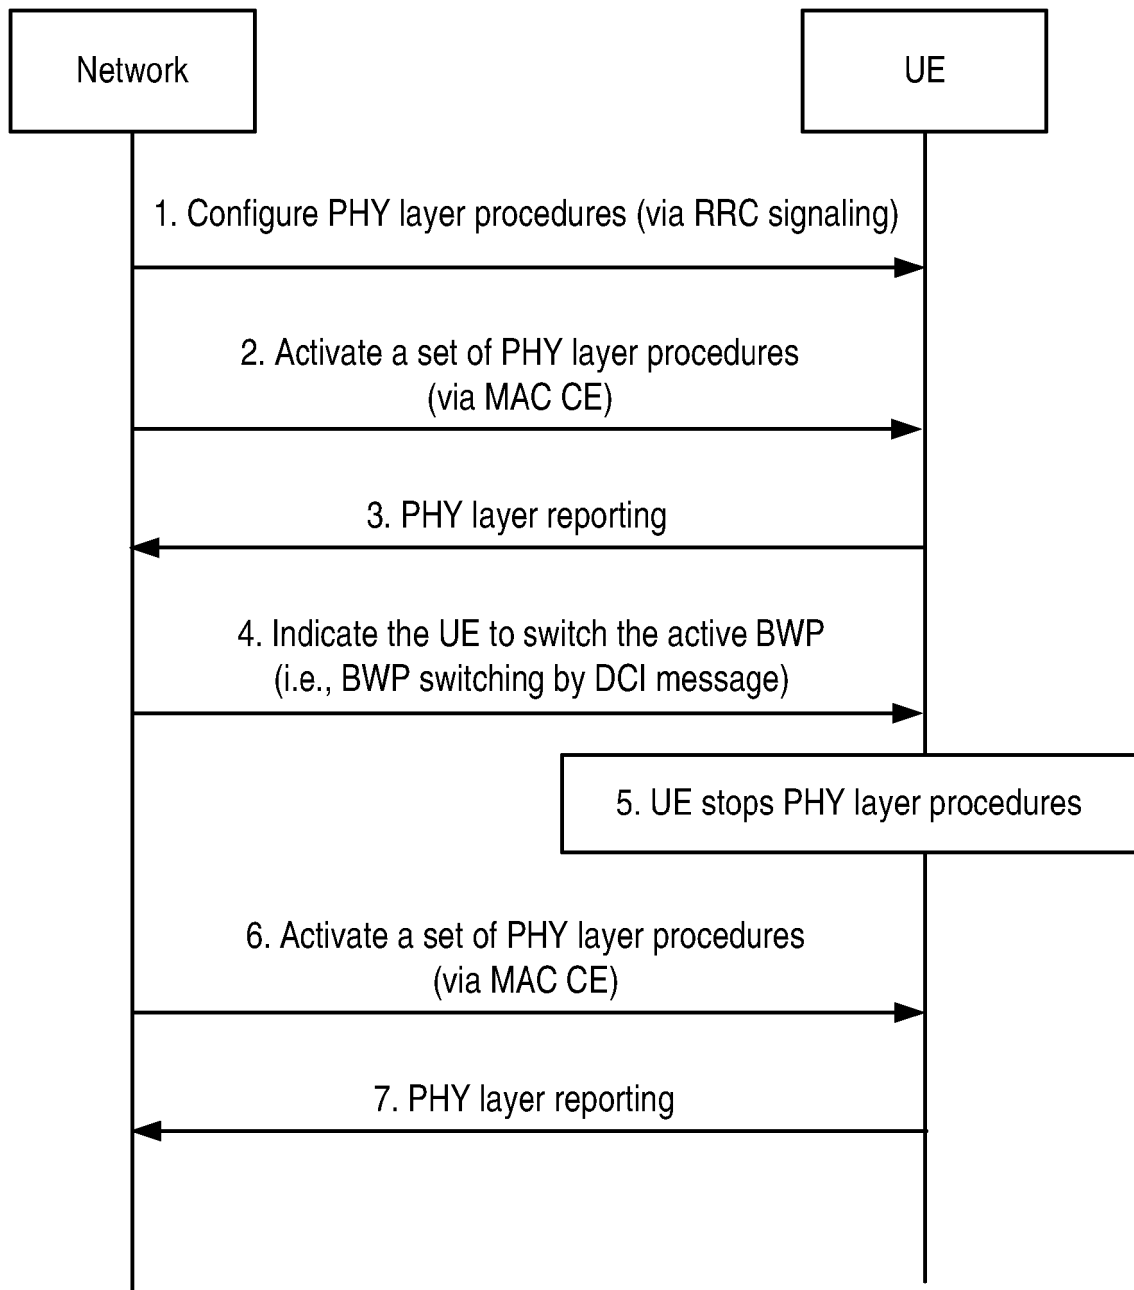 Network
UE
1. Configure PHY layer procedures (via RRC signaling)
2. Activate a set of PHY layer procedures
(via MAC CE)
3. PHY layer reporting
4. Indicate the UE to switch the active BWP
(i.e., BWP switching by DCI message)
5. UE stops PHY layer procedures
6. Activate a set of PHY layer procedures
(via MAC CE)
7. PHY layer reporting